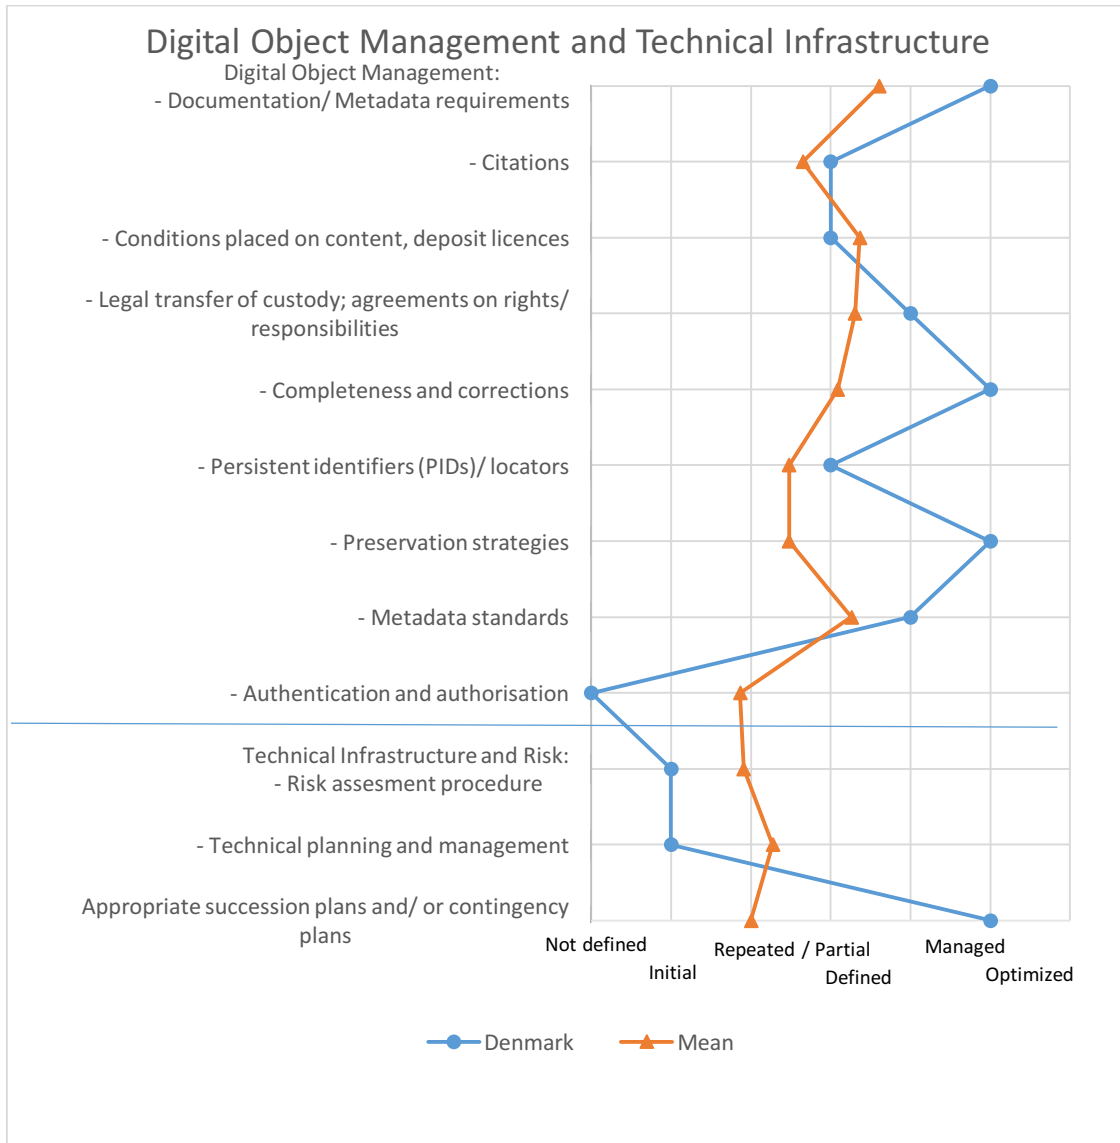 Digital Object Management and Technical Infrastructure
Digital Object Management:
- Documentation/ Metadata requirements
- Citations
- Conditions placed on content, deposit licences
- Legal transfer of custody; agreements on rights/
responsibilities
- Completeness and corrections
- Persistent identifiers (PIDs)/ locators
- Preservation strategies
- Metadata standards
- Authentication and authorisation
Technical Infrastructure and Risk:
- Risk assesment procedure
- Technical planning and management
Appropriate succession plans and/ or contingency
plans
Not defined
Initial
Repeated / Partial
Defined
Managed
Optimized
Denmark
Mean